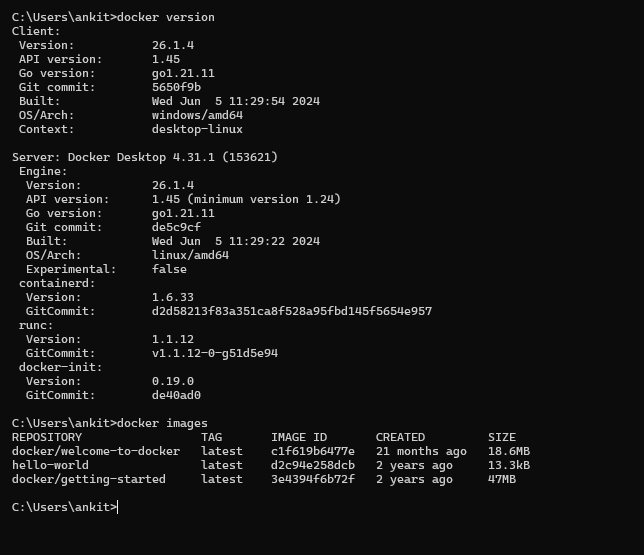 C:\Users\ankit>docker version
Client:
 Version:           26.1.4
 API version:       1.45
 Go version:        go1.21.11
 Git commit:        5650f9b
 Built:             Wed Jun  5 11:29:54 2024
 OS/Arch:           windows/amd64
 Context:           desktop-linux

Server: Docker Desktop 4.31.1 (153621)
 Engine:
  Version:          26.1.4
  API version:      1.45 (minimum version 1.24)
  Go version:       go1.21.11
  Git commit:       de5c9cf
  Built:            Wed Jun  5 11:29:22 2024
  OS/Arch:          linux/amd64
  Experimental:     false
 containerd:
  Version:          1.6.33
  GitCommit:        d2d58213f83a351ca8f528a95fbd145f5654e957
 runc:
  Version:          1.1.12
  GitCommit:        v1.1.12-0-g51d5e94
 docker-init:
  Version:          0.19.0
  GitCommit:        de40ad0

C:\Users\ankit>docker images
REPOSITORY                 TAG       IMAGE ID       CREATED         SIZE
docker/welcome-to-docker   latest    c1f619b6477e   21 months ago   18.6MB
hello-world                latest    d2c94e258dcb   2 years ago     13.3kB
docker/getting-started     latest    3e4394f6b72f   2 years ago     47MB

C:\Users\ankit>